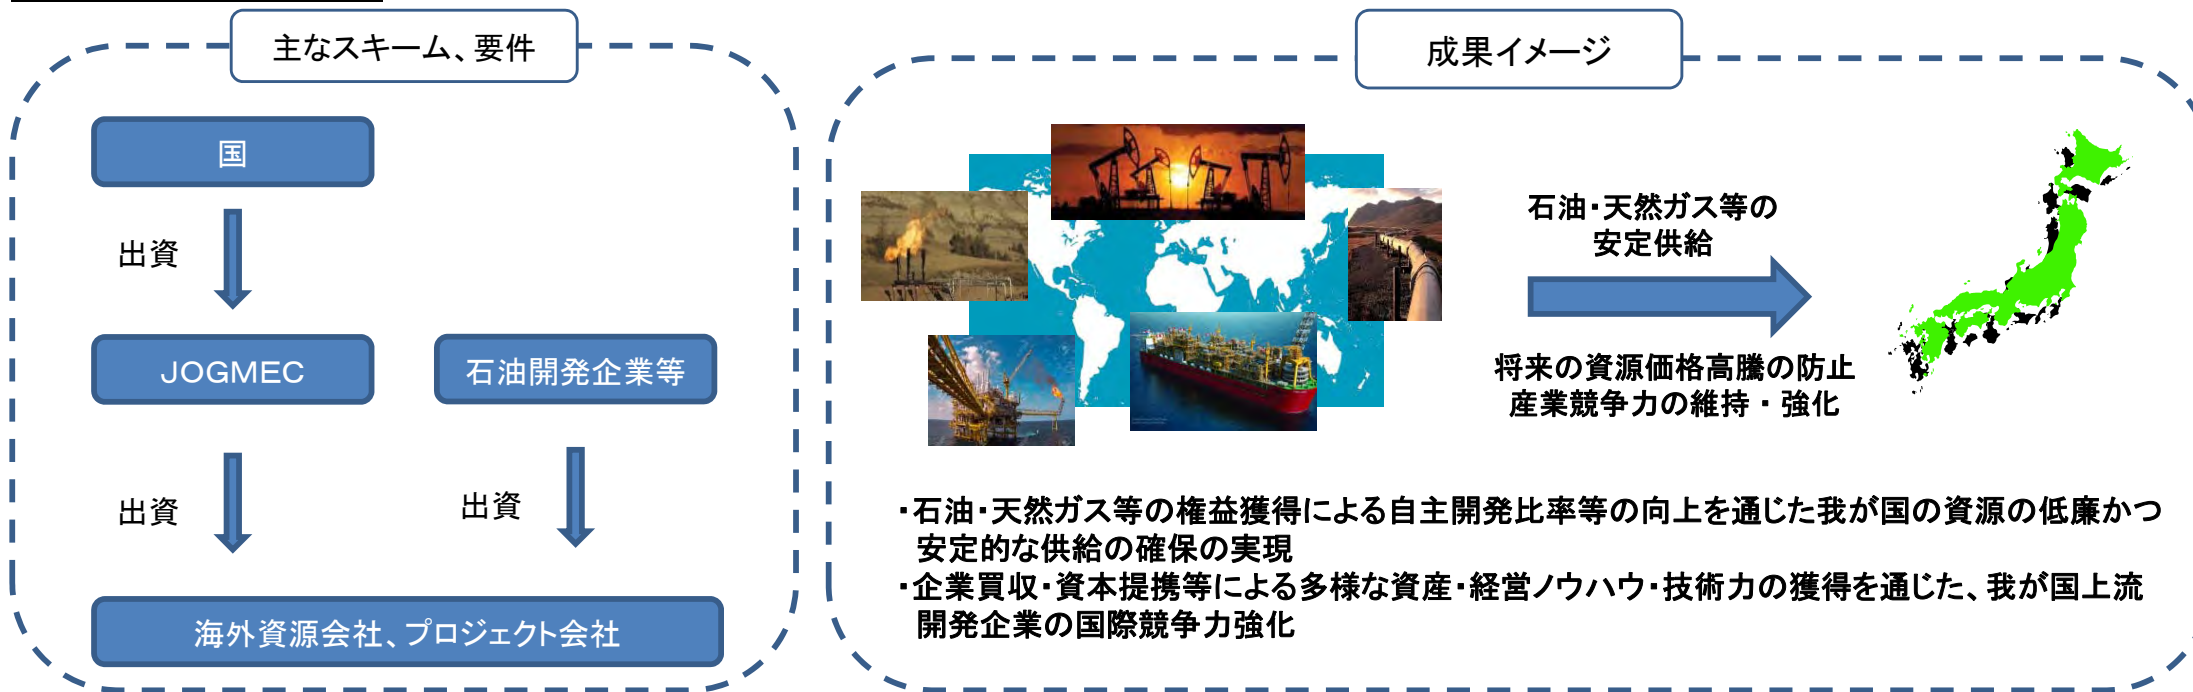 主なスキーム、要件
国
出資
JOGMEC
石油開発企業等
出資
出資
海外資源会社、プロジェクト会社
成果イメージ
石油・天然ガス等の
安定供給
将来の資源価格高騰の防止
産業競争力の維持・強化
・石油・天然ガス等の権益獲得による自主開発比率等の向上を通じた我が国の資源の低廉かつ
安定的な供給の確保の実現
・企業買収・資本提携等による多様な資産・経営ノウハウ・技術力の獲得を通じた、我が国上流
開発企業の国際競争力強化